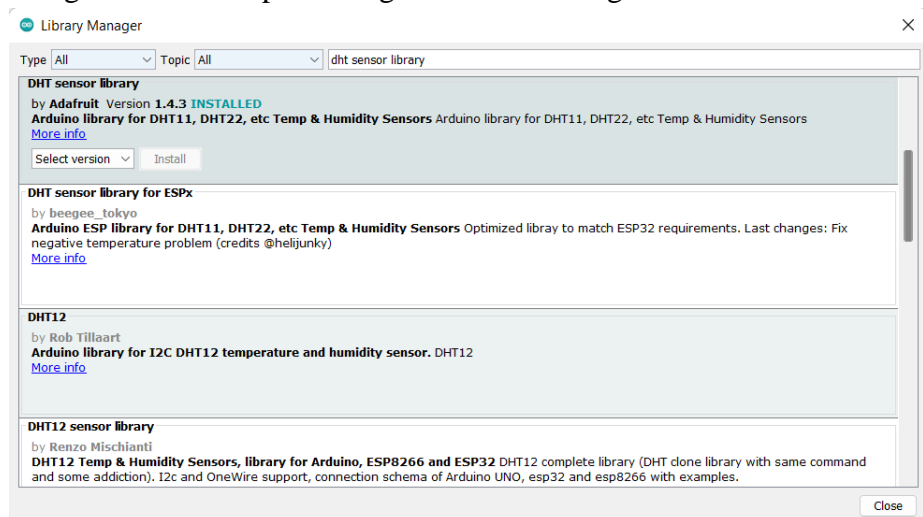 Library Manager
Type All Topic All dht sensor library
DHT sensor library
by Adafruit Version 1.4.3 INSTALLED
Arduino library for DHT11, DHT22, etc Temp & Humidity Sensors Arduino library for DHT11, DHT22, etc Temp & Humidity Sensors
More info
Select version Install
DHT sensor library for ESPx
by beegee_tokyo
Arduino ESP library for DHT11, DHT22, etc Temp & Humidity Sensors Optimized libray to match ESP32 requirements. Last changes: Fix
negative temperature problem (credits @helijunky)
More info
DHT12
by Rob Tillaart
Arduino library for I2C DHT12 temperature and humidity sensor. DHT12
More info
DHT12 sensor library
by Renzo Mischianti
DHT12 Temp & Humidity Sensors, library for Arduino, ESP8266 and ESP32 DHT12 complete library (DHT clone library with same command
and some addiction). I2c and OneWire support, connection schema of Arduino UNO, esp32 and esp8266 with examples.
Close